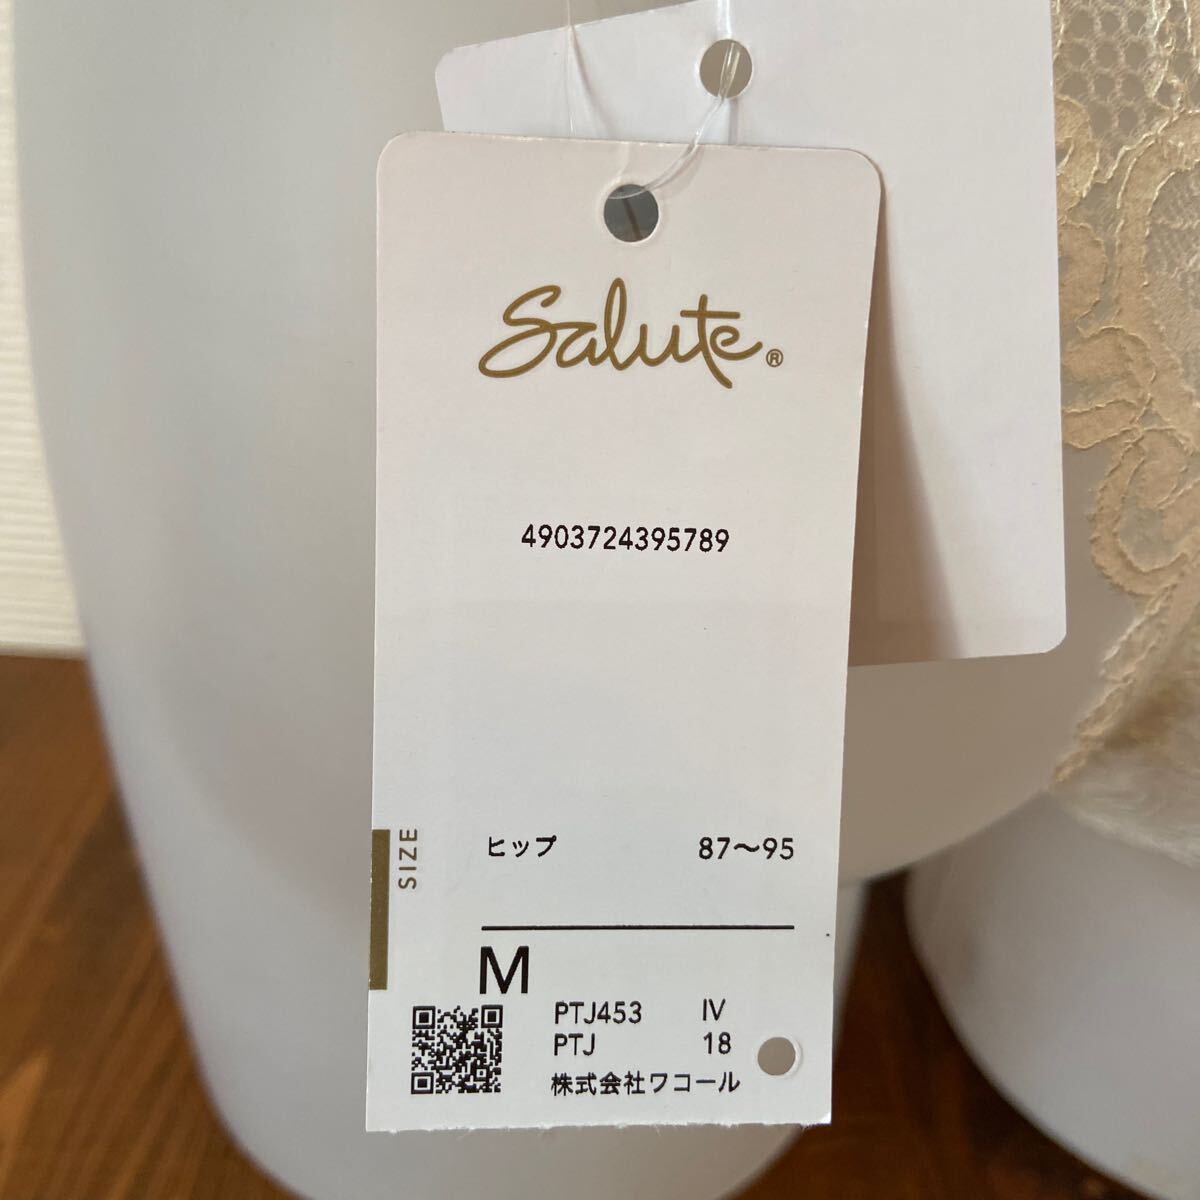 Salute®
4903724395789
SIZE
ヒップ 87～95
M
PTJ453 IV
PTJ 18
株式会社ワコール